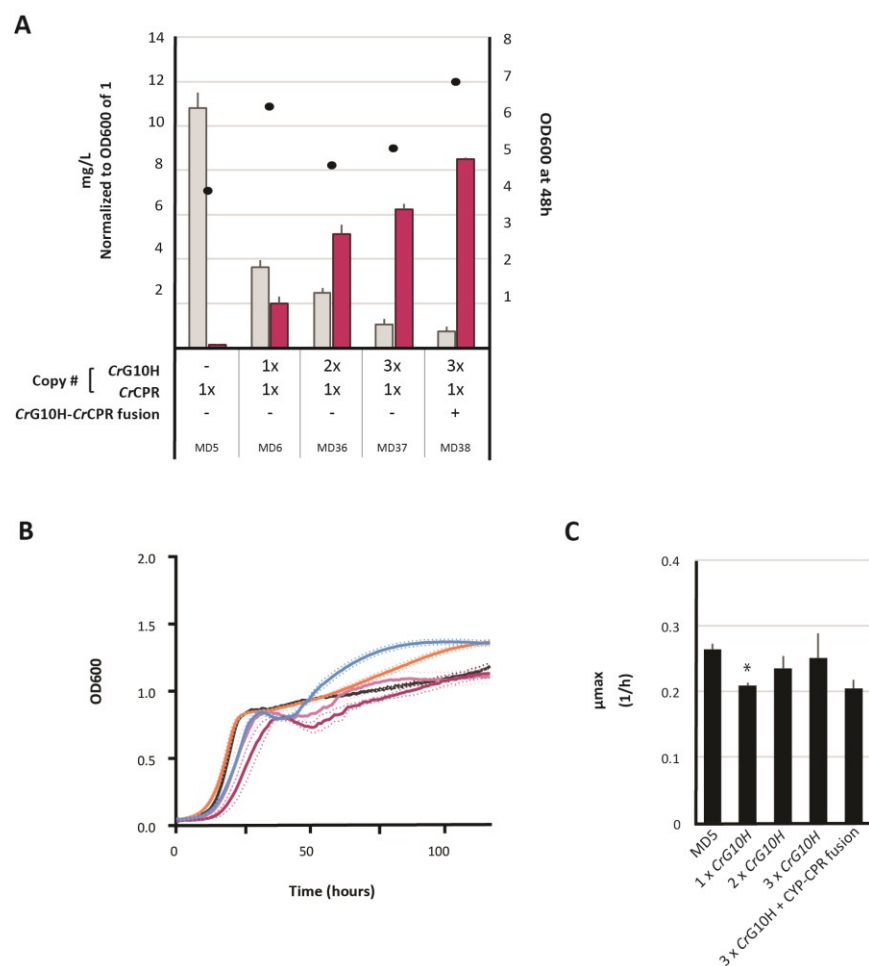 A
14
12
10
8
6
4
2
mg/L
Normalized to OD600 of 1
8
7
6
5
4
3
2
1
OD600 at 48h
Copy # [ CrG10H - 1x 2x 3x 3x
CrCPR 1x 1x 1x 1x 1x
CrG10H-CrCPR fusion - - - - +
MD5 MD6 MD36 MD37 MD38
B
2.0
1.5
1.0
0.5
0.0
OD600
0 50 100
Time (hours)
C
0.4
0.3
0.2
0.1
0
μmax
(1/h)
*
MD5
1 x CrG10H
2 x CrG10H
3 x CrG10H
3 x CrG10H + CYP-CPR fusion